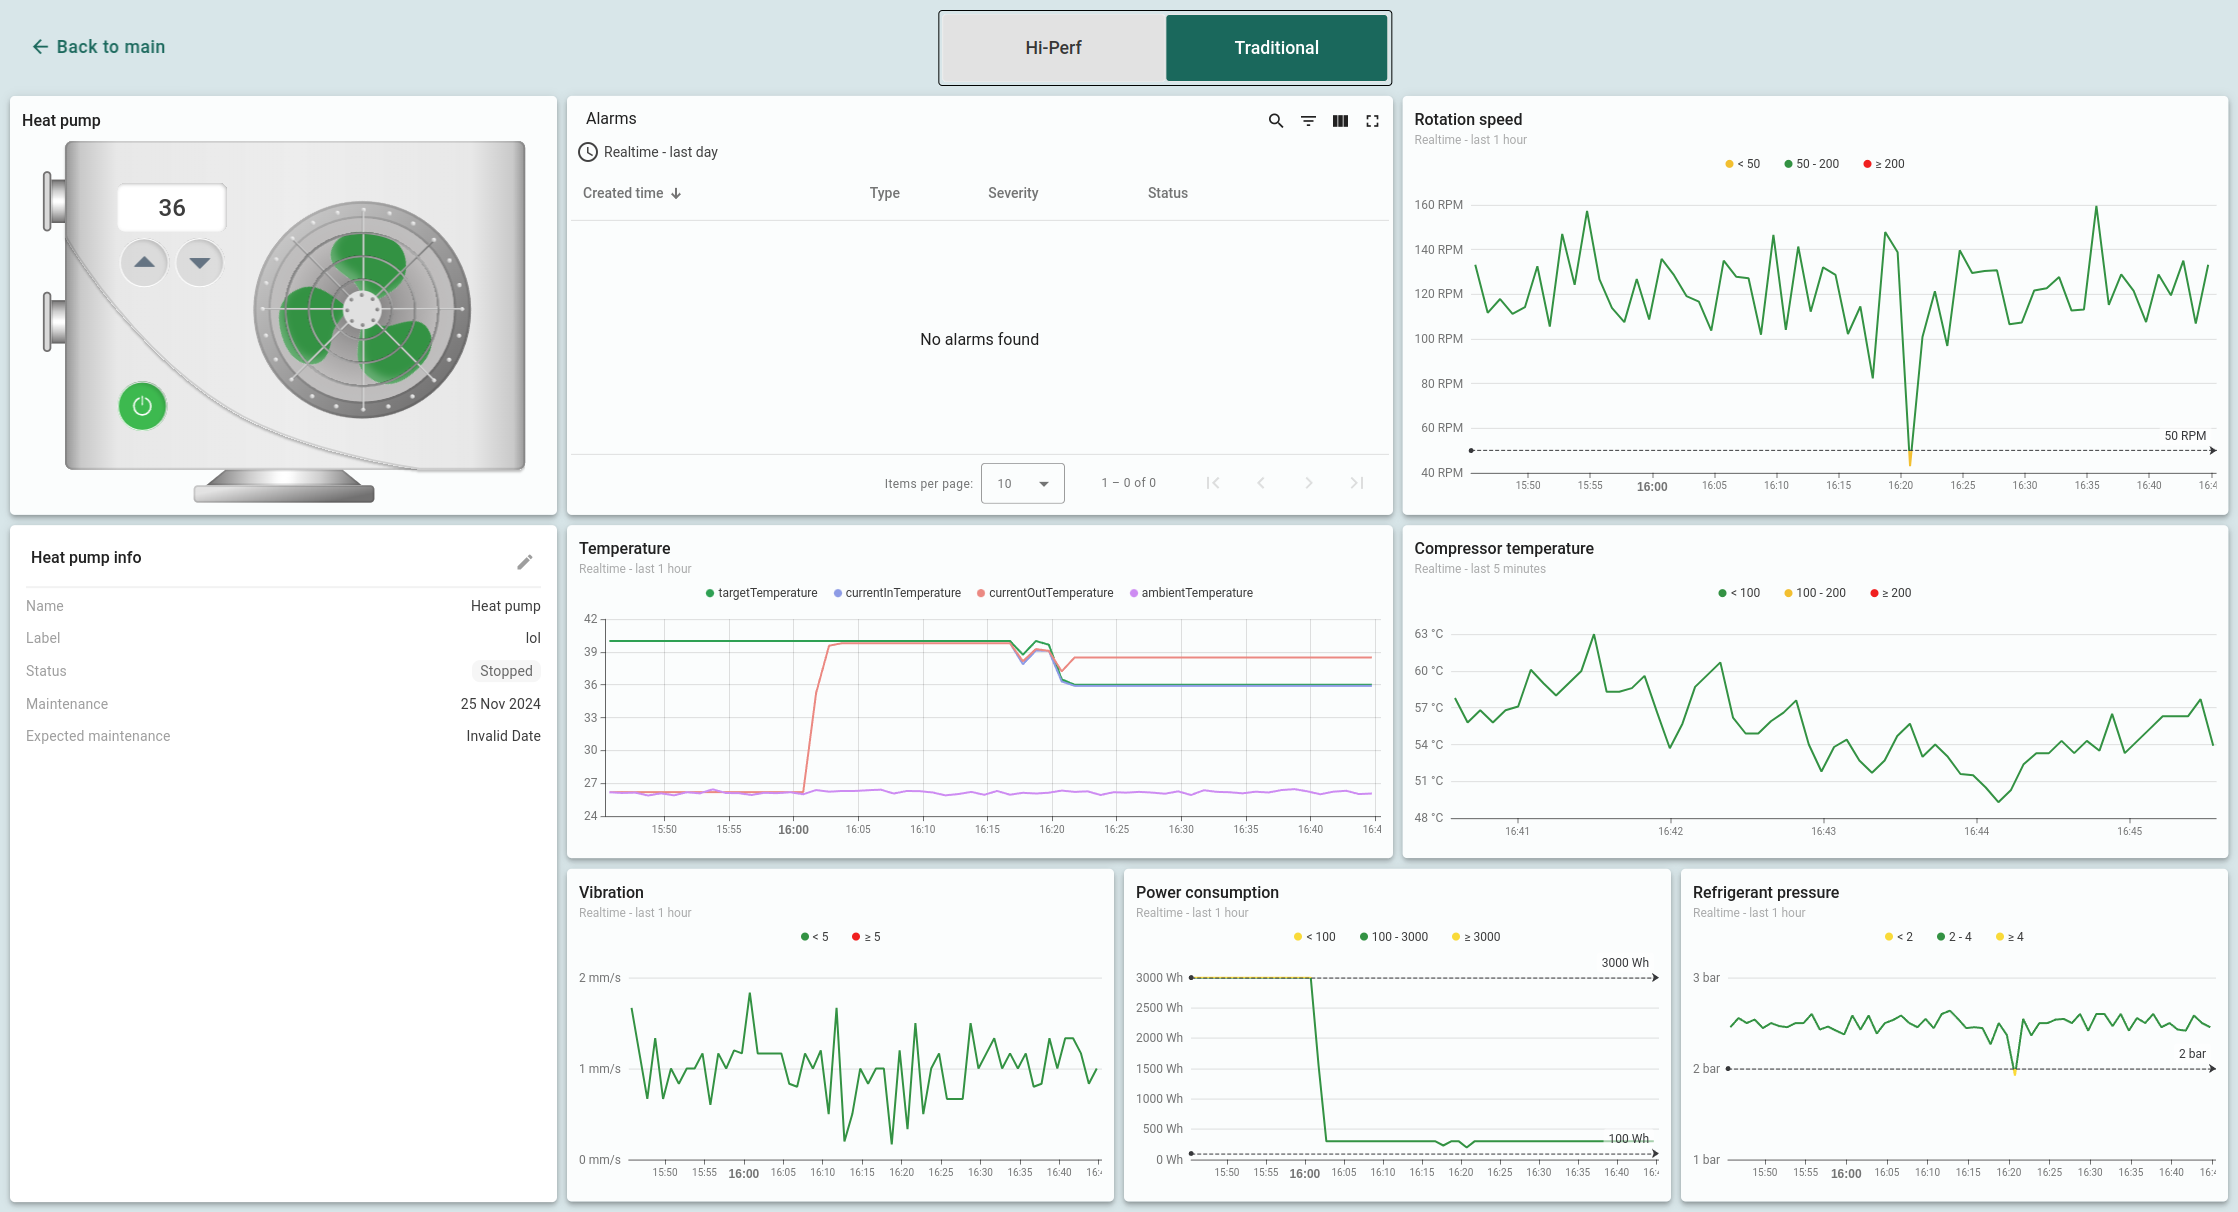 Back to main
Hi-Perf
Traditional
Heat pump
36
Alarms
Realtime - last day
Created time Type Severity Status
No alarms found
Items per page: 10 1 – 0 of 0
Rotation speed
Realtime - last 1 hour
< 50 50 - 200 ≥ 200
160 RPM
140 RPM
120 RPM
100 RPM
80 RPM
60 RPM
50 RPM
40 RPM
15:50 15:55 16:00 16:05 16:10 16:15 16:20 16:25 16:30 16:35 16:40 16:4
Heat pump info
Name Heat pump
Label lol
Status Stopped
Maintenance 25 Nov 2024
Expected maintenance Invalid Date
Temperature
Realtime - last 1 hour
targetTemperature currentInTemperature currentOutTemperature ambientTemperature
42
39
36
33
30
27
24
15:50 15:55 16:00 16:05 16:10 16:15 16:20 16:25 16:30 16:35 16:40 16:4
Compressor temperature
Realtime - last 5 minutes
< 100 100 - 200 ≥ 200
63 °C
60 °C
57 °C
54 °C
51 °C
48 °C
16:41 16:42 16:43 16:44 16:45
Vibration
Realtime - last 1 hour
< 5 ≥ 5
2 mm/s
1 mm/s
0 mm/s
15:50 15:55 16:00 16:05 16:10 16:15 16:20 16:25 16:30 16:35 16:40 16:
Power consumption
Realtime - last 1 hour
< 100 100 - 3000 ≥ 3000
3000 Wh
3000 Wh
2500 Wh
2000 Wh
1500 Wh
1000 Wh
500 Wh
100 Wh
0 Wh
15:50 15:55 16:00 16:05 16:10 16:15 16:20 16:25 16:30 16:35 16:40 16:
Refrigerant pressure
Realtime - last 1 hour
< 2 2 - 4 ≥ 4
3 bar
2 bar
2 bar
1 bar
15:50 15:55 16:00 16:05 16:10 16:15 16:20 16:25 16:30 16:35 16:40 16: